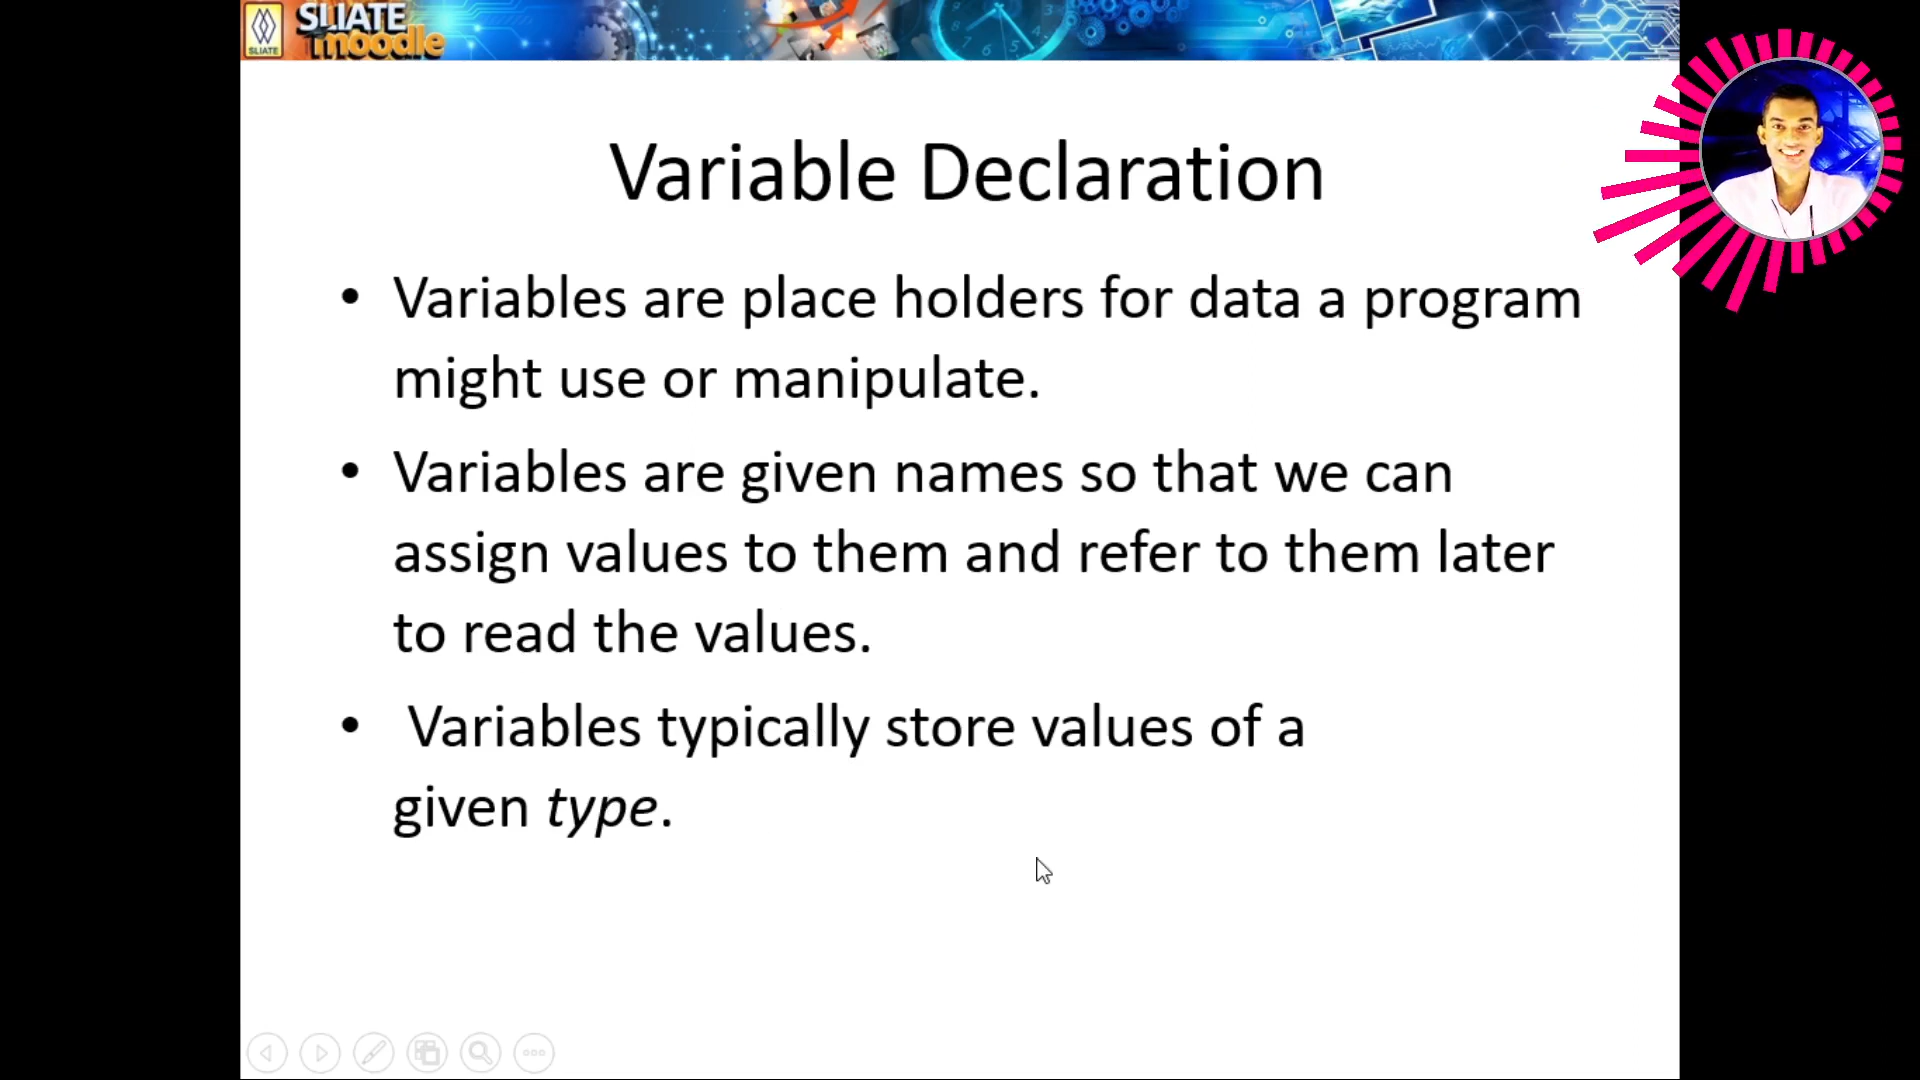 SLIATE
moodle
SLIATE
Variable Declaration
• Variables are place holders for data a program
might use or manipulate.
• Variables are given names so that we can
assign values to them and refer to them later
to read the values.
• Variables typically store values of a
given type.